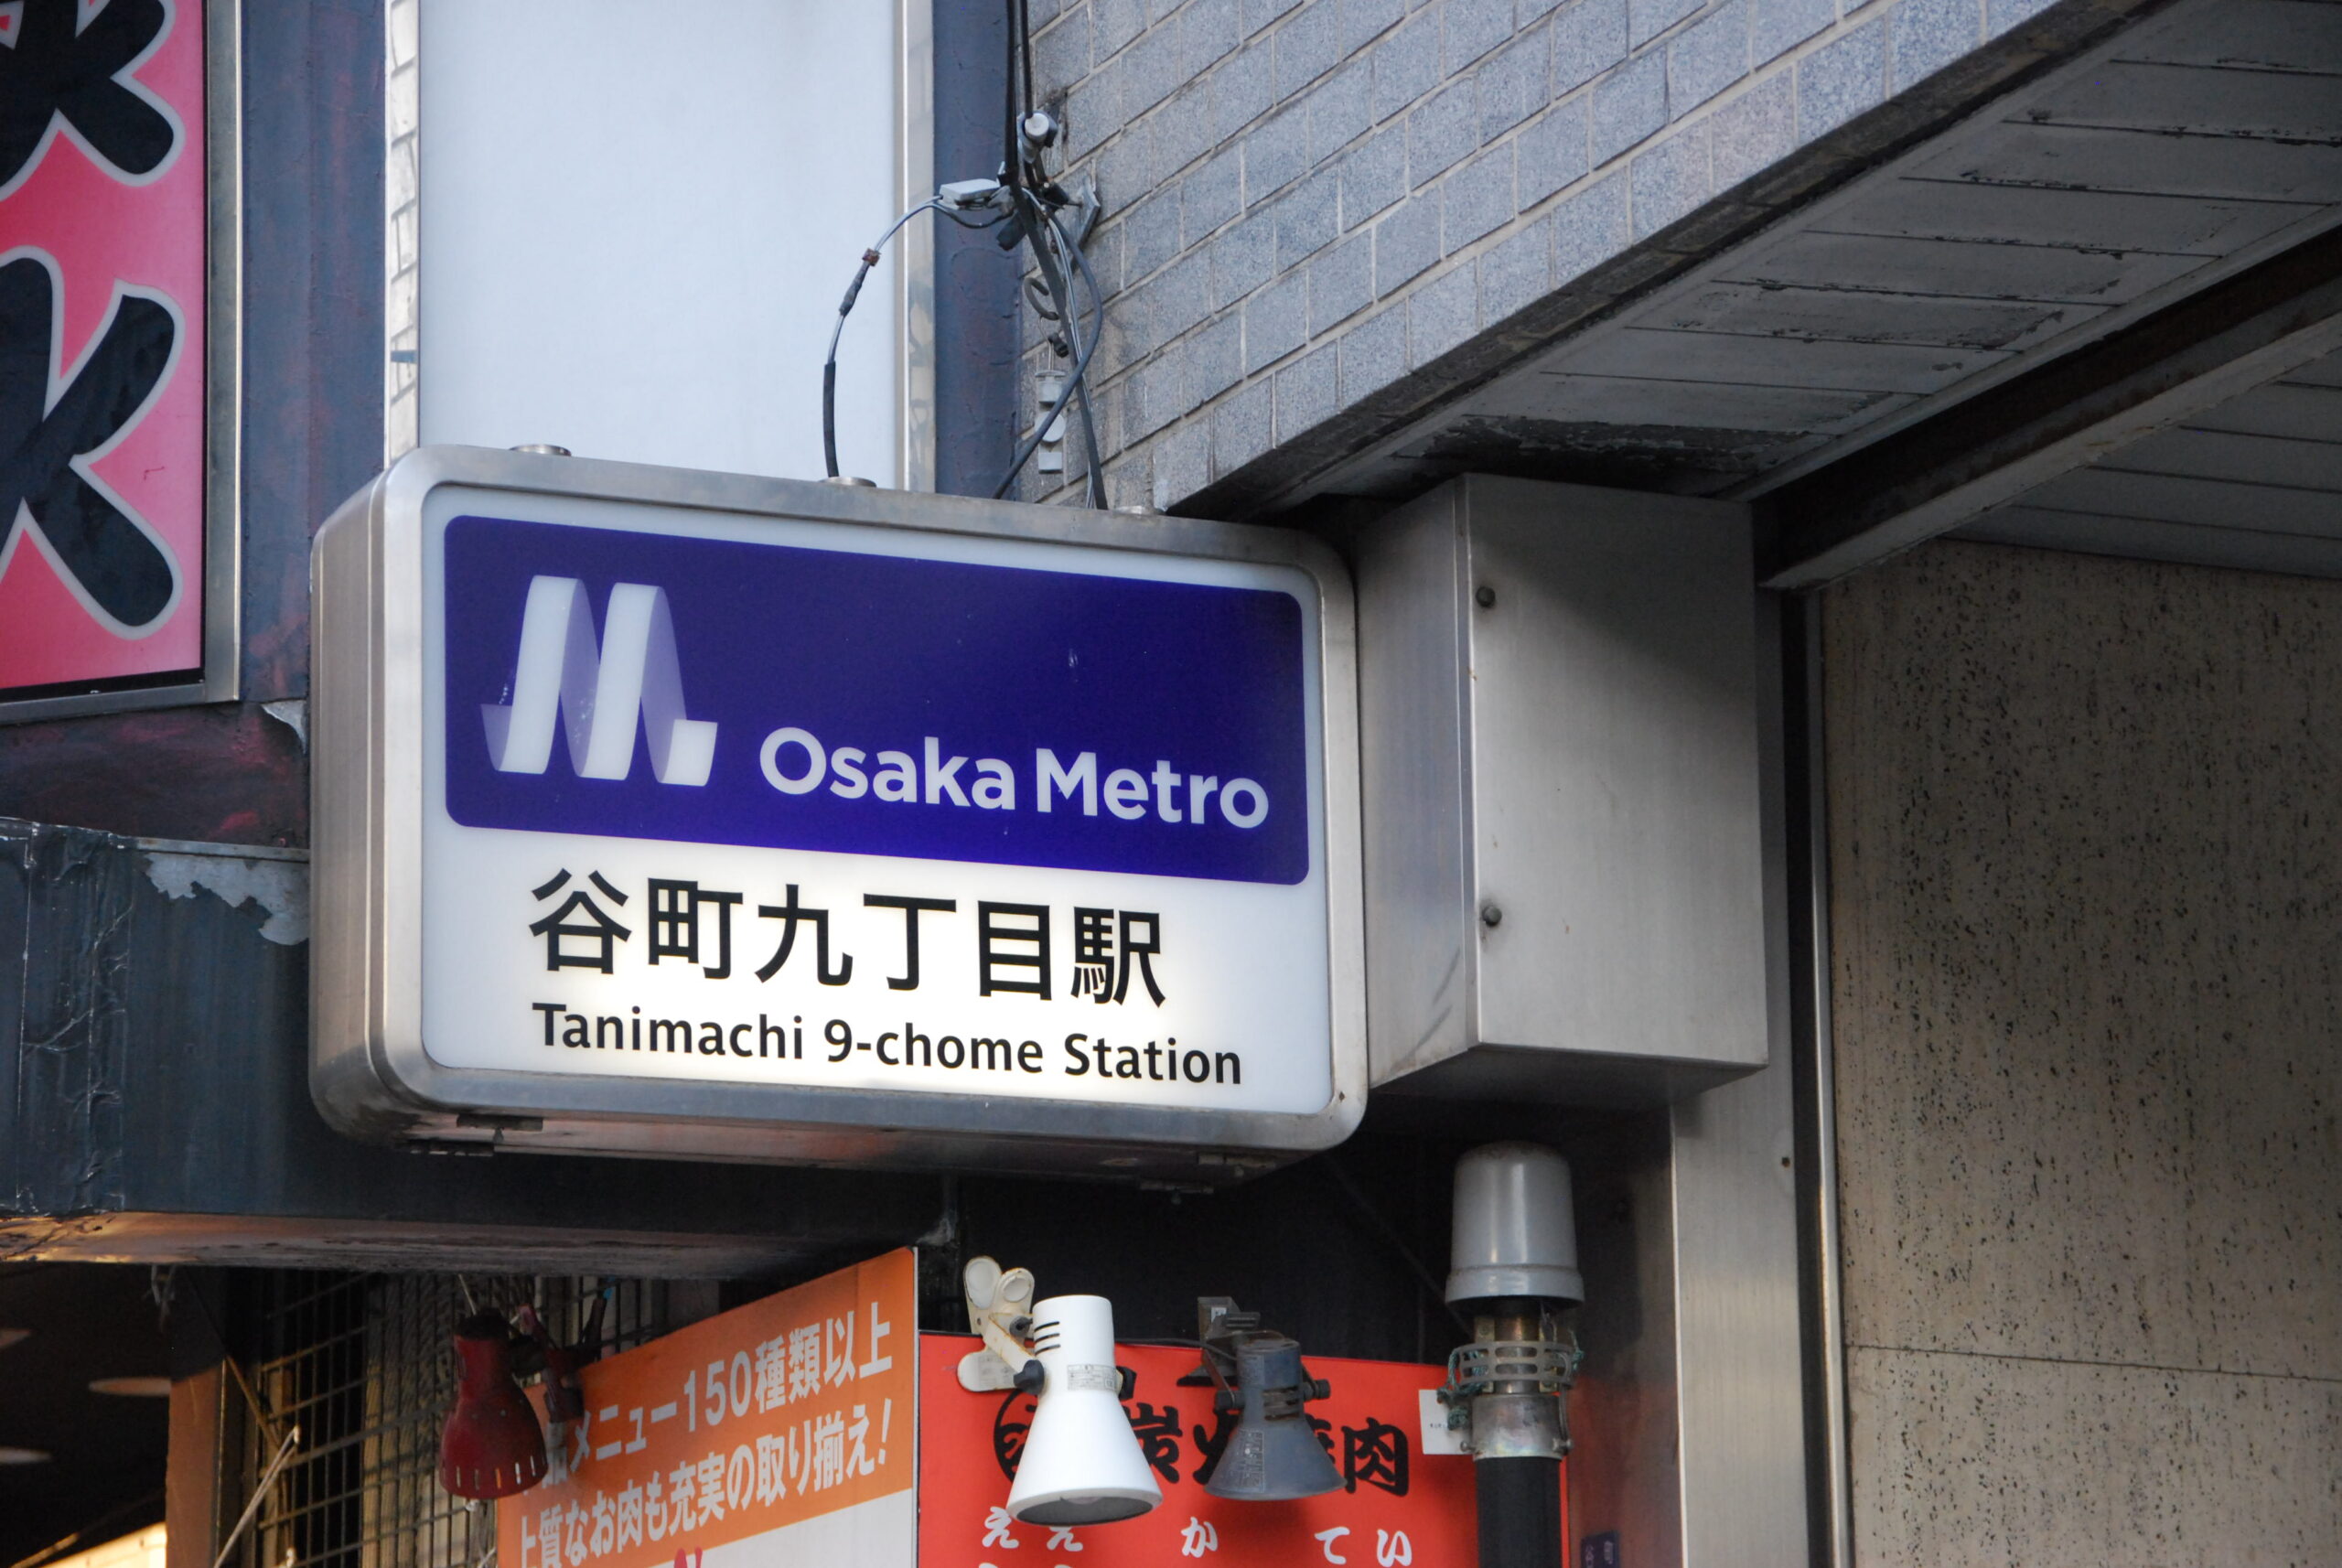 Osaka Metro
谷町九丁目駅
Tanimachi 9-chome Station
メニュー150種類以上
上質なお肉も充実の取り揃え!
肉